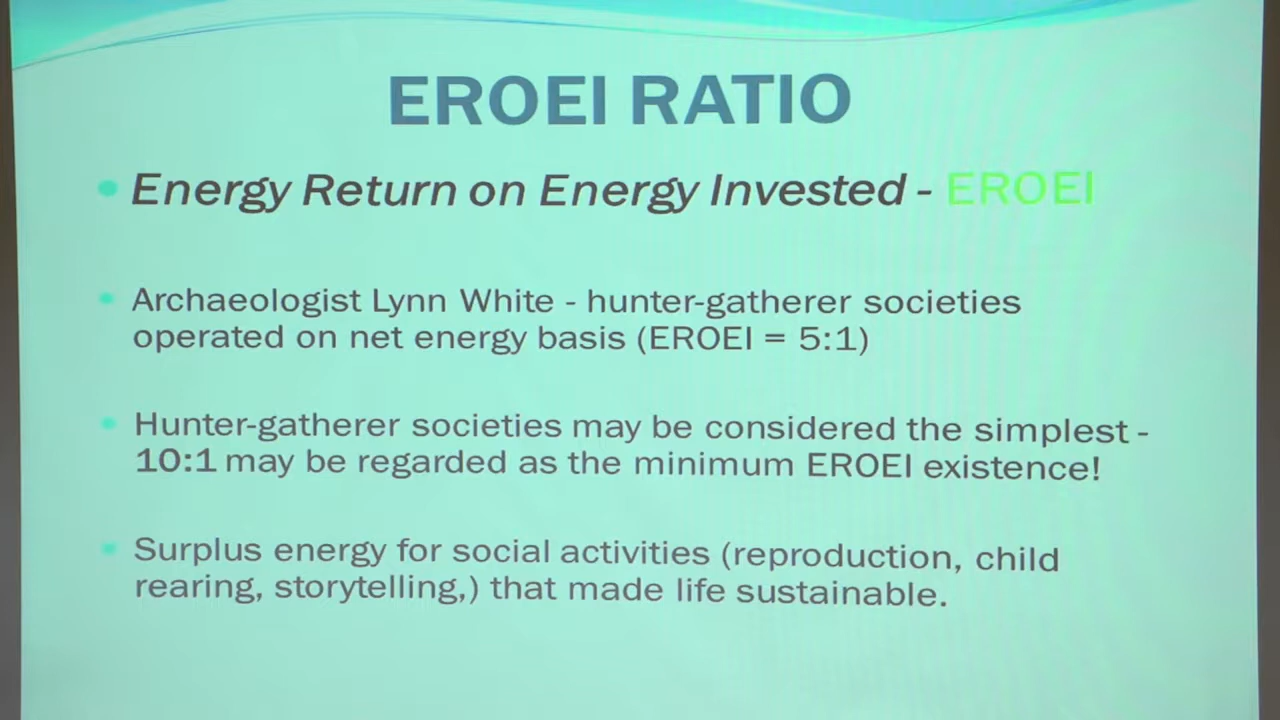 EROEI RATIO
Energy Return on Energy Invested - EROEI
Archaeologist Lynn White - hunter-gatherer societies
operated on net energy basis (EROEI = 5:1)
Hunter-gatherer societies may be considered the simplest -
10:1 may be regarded as the minimum EROEI existence!
Surplus energy for social activities (reproduction, child
rearing, storytelling,) that made life sustainable.